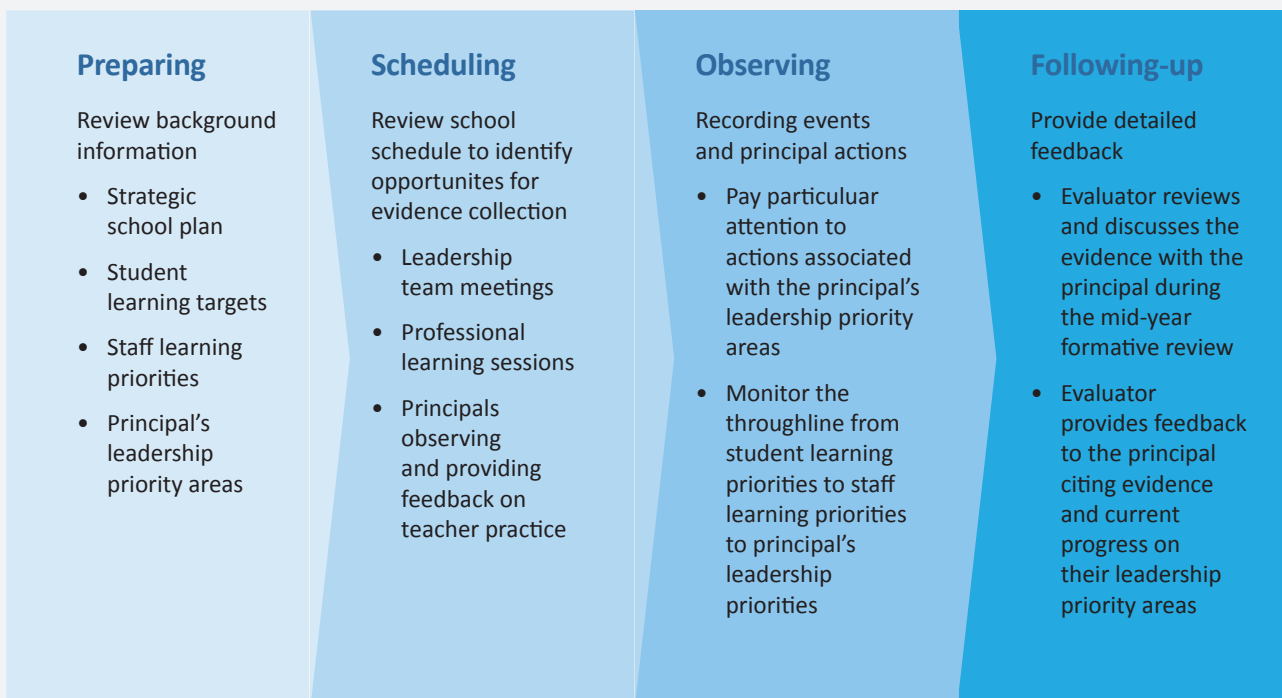 Preparing
Review background
information
• Strategic
school plan
• Student
learning targets
• Staff learning
priorities
• Principal's
leadership
priority areas
Scheduling
Review school
schedule to identify
opportunites for
evidence collection
• Leadership
team meetings
• Professional
learning sessions
• Principals
observing
and providing
feedback on
teacher practice
Observing
Recording events
and principal actions
• Pay particuluar
attention to
actions associated
with the principal's
leadership priority
areas
• Monitor the
throughline from
student learning
priorities to staff
learning priorities
to principal's
leadership
priorities
Following-up
Provide detailed
feedback
• Evaluator reviews
and discusses the
evidence with the
principal during
the mid-year
formative review
• Evaluator
provides feedback
to the principal
citing evidence
and current
progress on
their leadership
priority areas